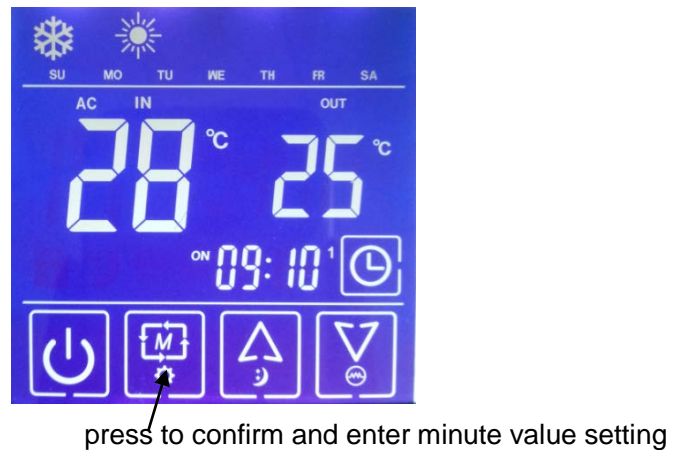 SU MO TU WE TH FR SA
AC IN OUT
28 °C 25 °C
ON 09:10 1
M
press to confirm and enter minute value setting